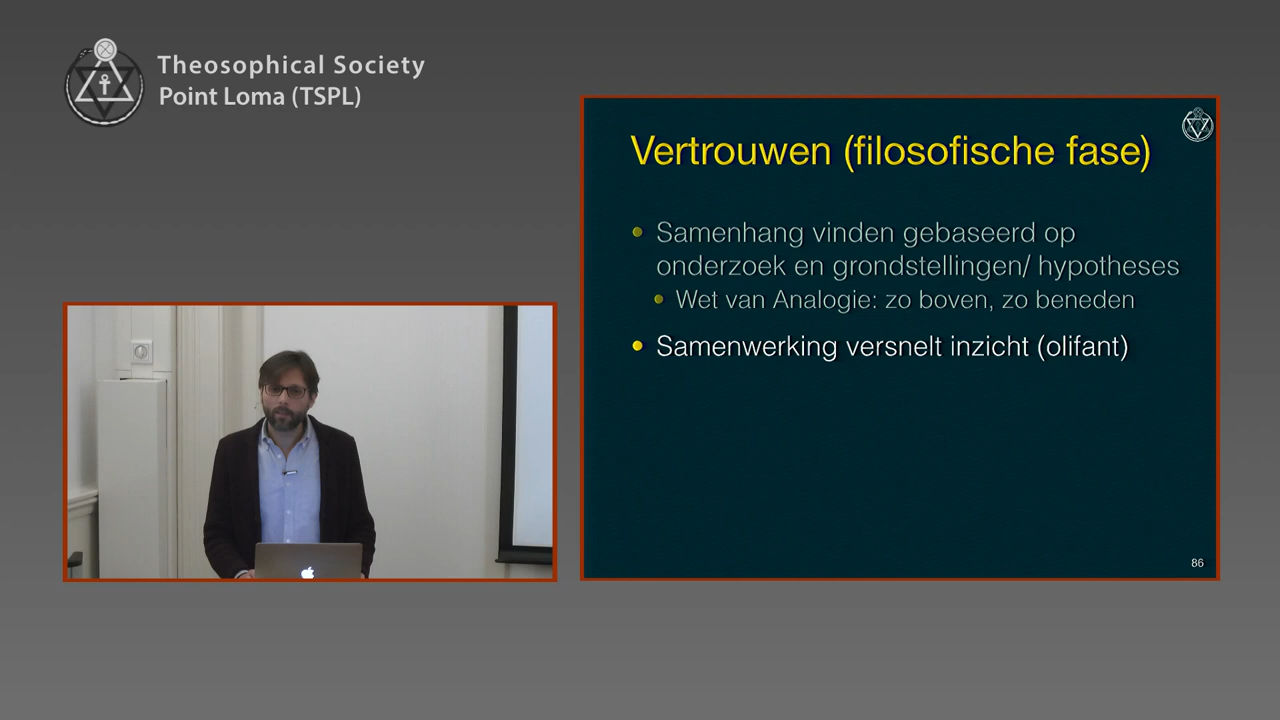 Theosophical Society
Point Loma (TSPL)
Vertrouwen (filosofische fase)
Samenhang vinden gebaseerd op
onderzoek en grondstellingen/ hypotheses
Wet van Analogie: zo boven, zo beneden
Samenwerking versnelt inzicht (olifant)
86